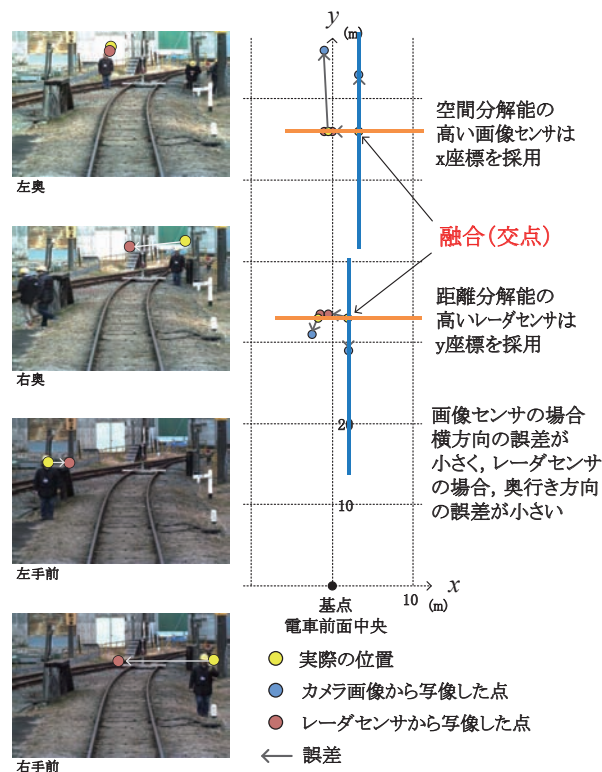 左奥
右奥
左手前
右手前
y
(m)
20
10
x
10
(m)
基点
電車前面中央
空間分解能の
高い画像センサは
x座標を採用
融合(交点)
距離分解能の
高いレーダセンサは
y座標を採用
画像センサの場合
横方向の誤差が
小さく,レーダセンサ
の場合,奥行き方向
の誤差が小さい
実際の位置
カメラ画像から写像した点
レーダセンサから写像した点
誤差